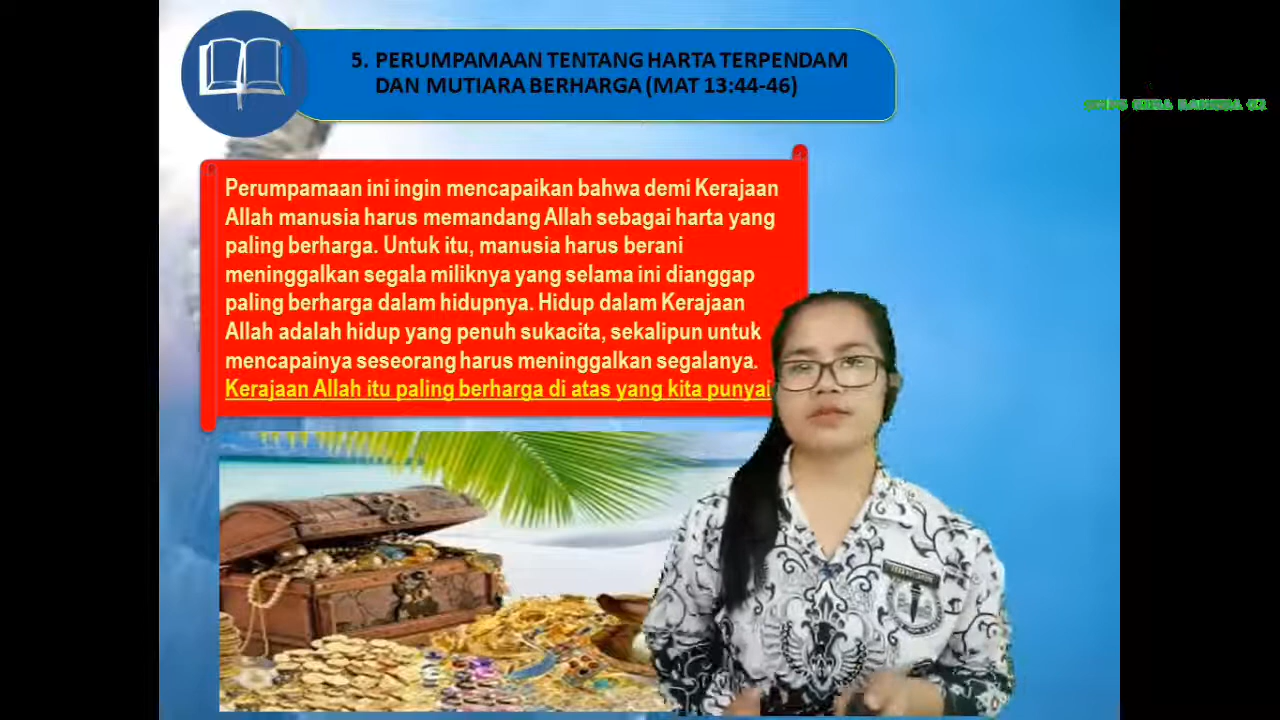 5. PERUMPAMAAN TENTANG HARTA TERPENDAM
DAN MUTIARA BERHARGA (MAT 13:44-46)
Perumpamaan ini ingin mencapaikan bahwa demi Kerajaan
Allah manusia harus memandang Allah sebagai harta yang
paling berharga. Untuk itu, manusia harus berani
meninggalkan segala miliknya yang selama ini dianggap
paling berharga dalam hidupnya. Hidup dalam Kerajaan
Allah adalah hidup yang penuh sukacita, sekalipun untuk
mencapainya seseorang harus meninggalkan segalanya.
Kerajaan Allah itu paling berharga di atas yang kita punyai